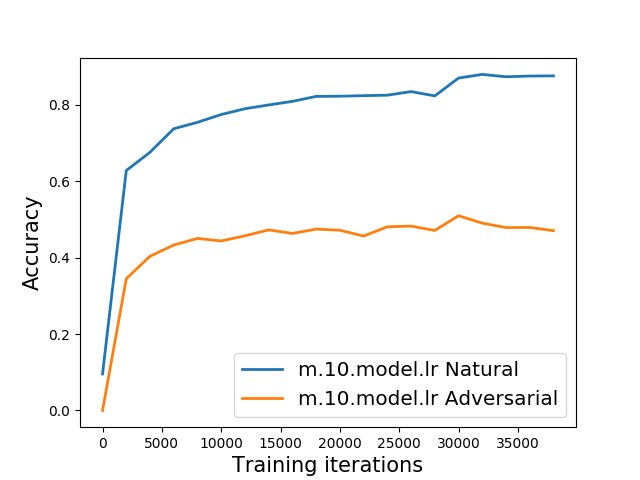 0.8
0.6
0.4
0.2
0.0
Accuracy
m.10.model.lr Natural
m.10.model.lr Adversarial
0 5000 10000 15000 20000 25000 30000 35000
Training iterations